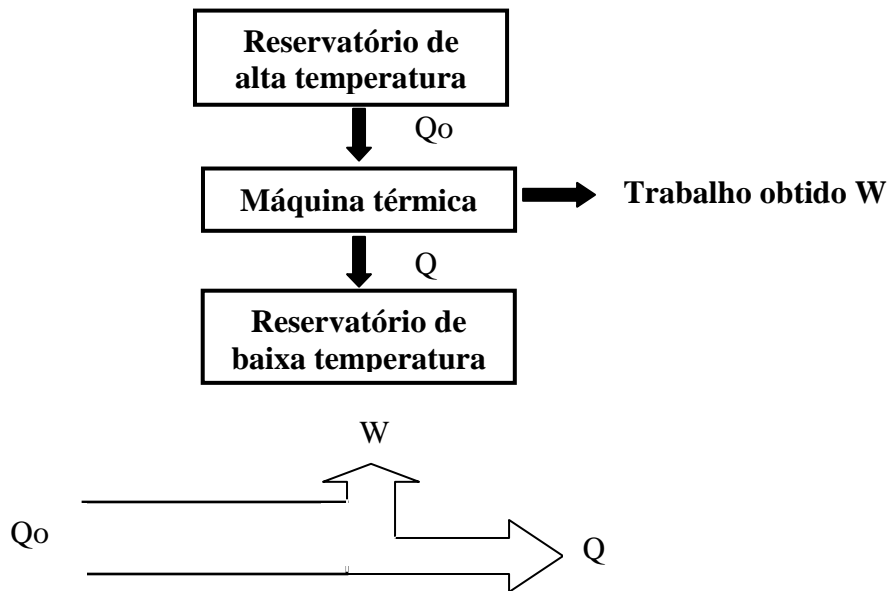 Reservatório de
alta temperatura
Qo
Máquina térmica
Trabalho obtido W
Q
Reservatório de
baixa temperatura
W
Qo
Q